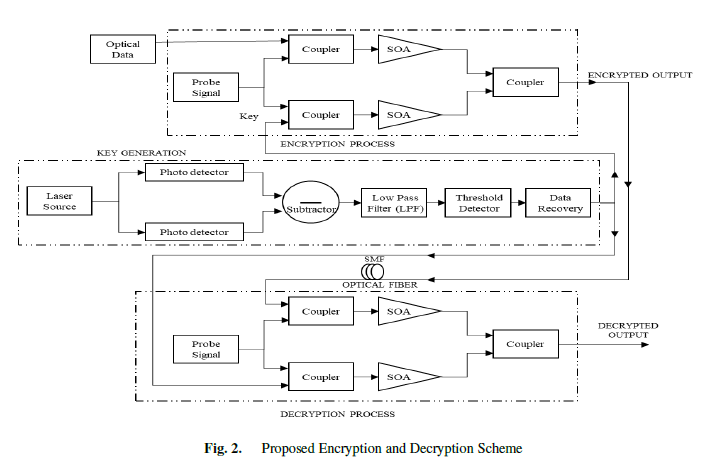 Optical
Data
Coupler
SOA
Probe
Signal
Coupler
ENCRYPTED OUTPUT
Key
Coupler
SOA
ENCRYPTION PROCESS
KEY GENERATION
Photo detector
Laser
Source
Subtractor
Low Pass
Filter (LPF)
Threshold
Detector
Data
Recovery
Photo detector
SMF
OPTICAL FIBER
Coupler
SOA
Probe
Signal
Coupler
DECRYPTED
OUTPUT
Coupler
SOA
DECRYPTION PROCESS
Fig. 2. Proposed Encryption and Decryption Scheme